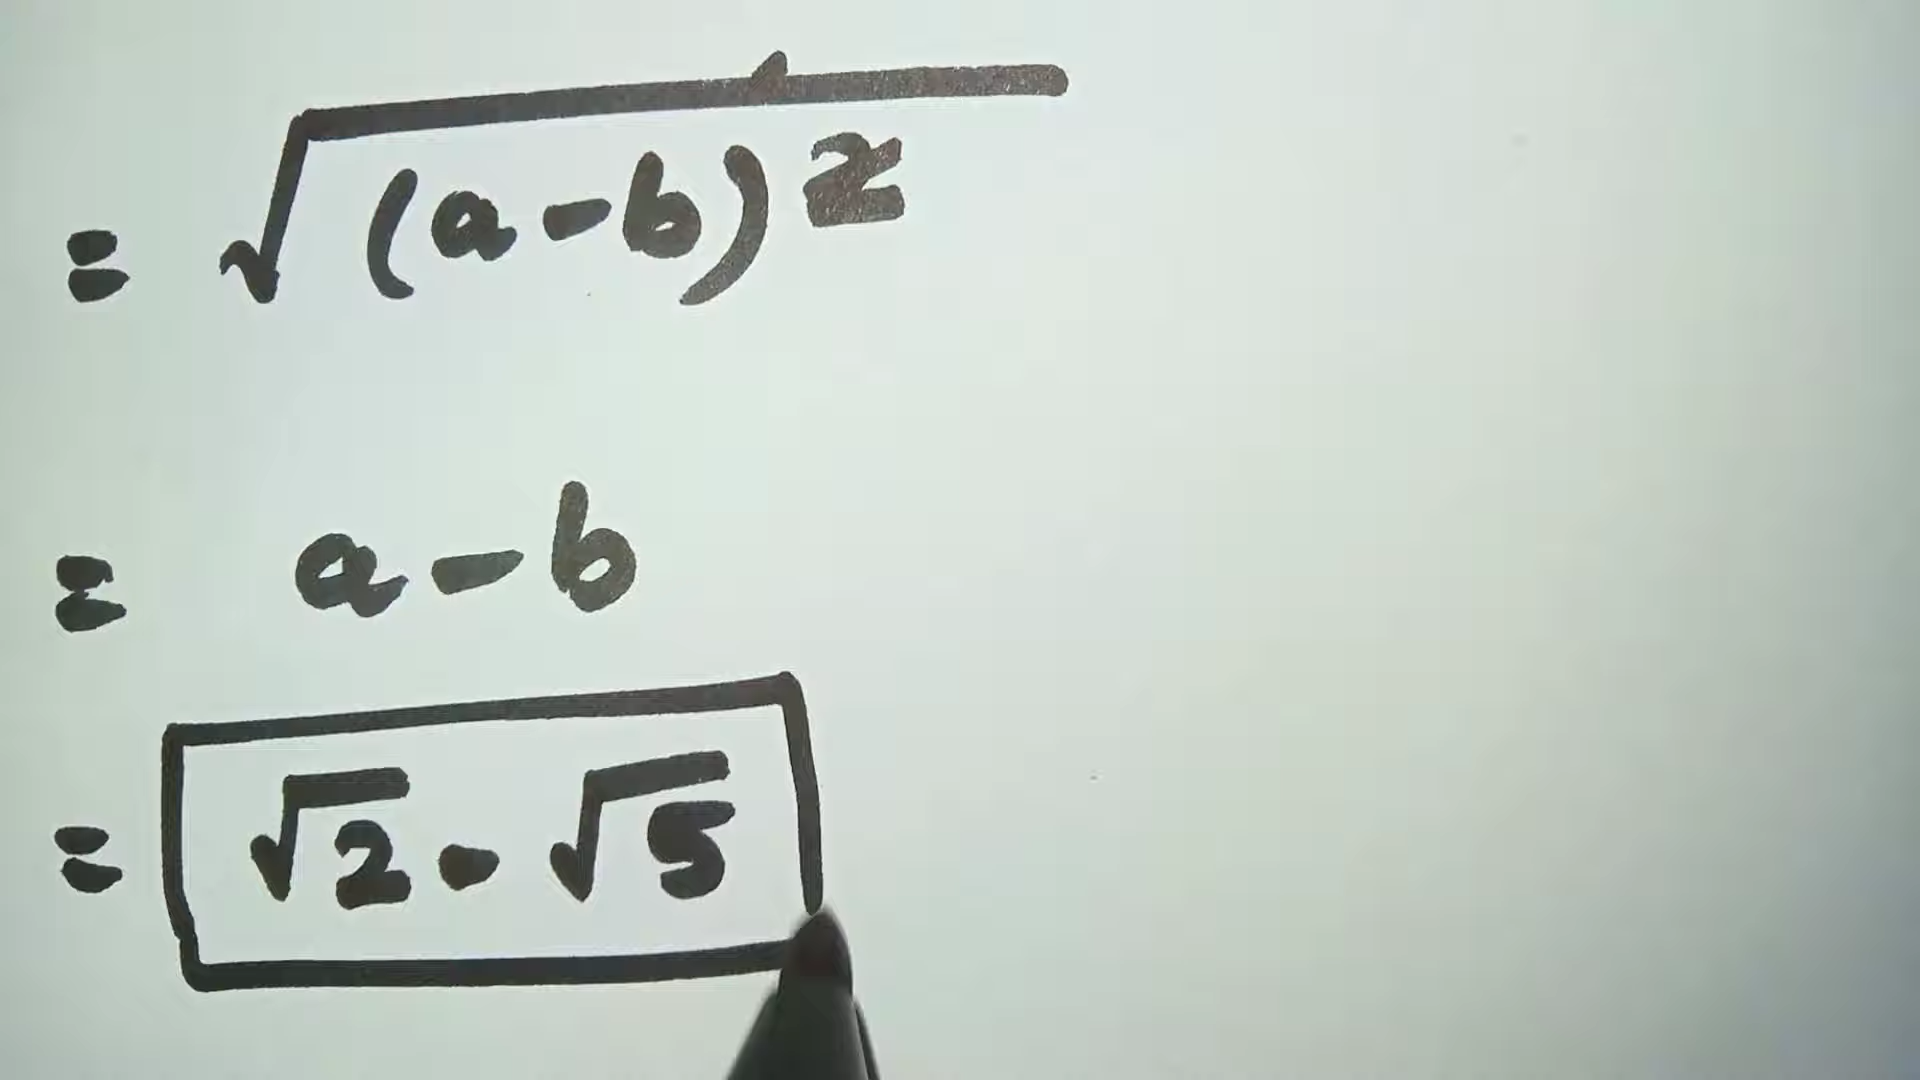 = √(a-b)²
= a-b
= √2-√5